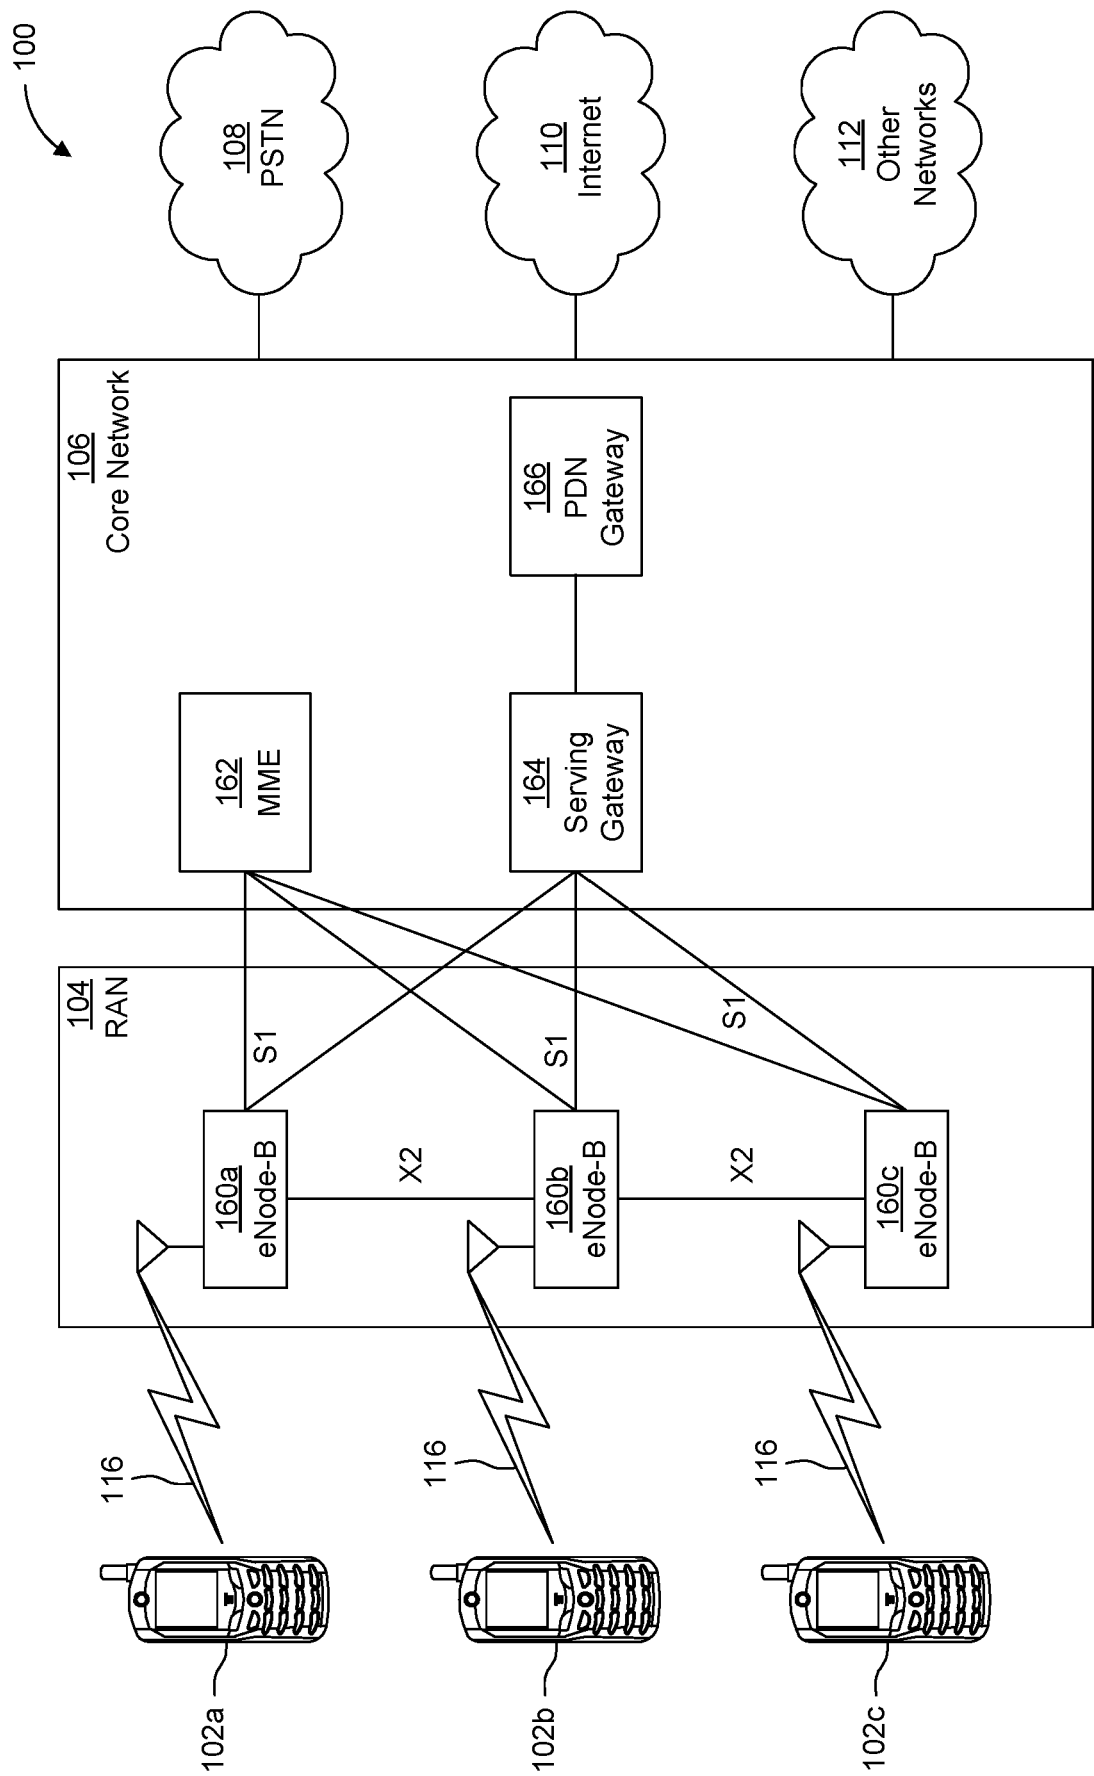 100
108
PSTN
110
Internet
112
Other
Networks
106
Core Network
162
MME
164
Serving
Gateway
166
PDN
Gateway
104
RAN
S1
S1
S1
160a
eNode-B
X2
160b
eNode-B
X2
160c
eNode-B
116
116
116
102a
102b
102c